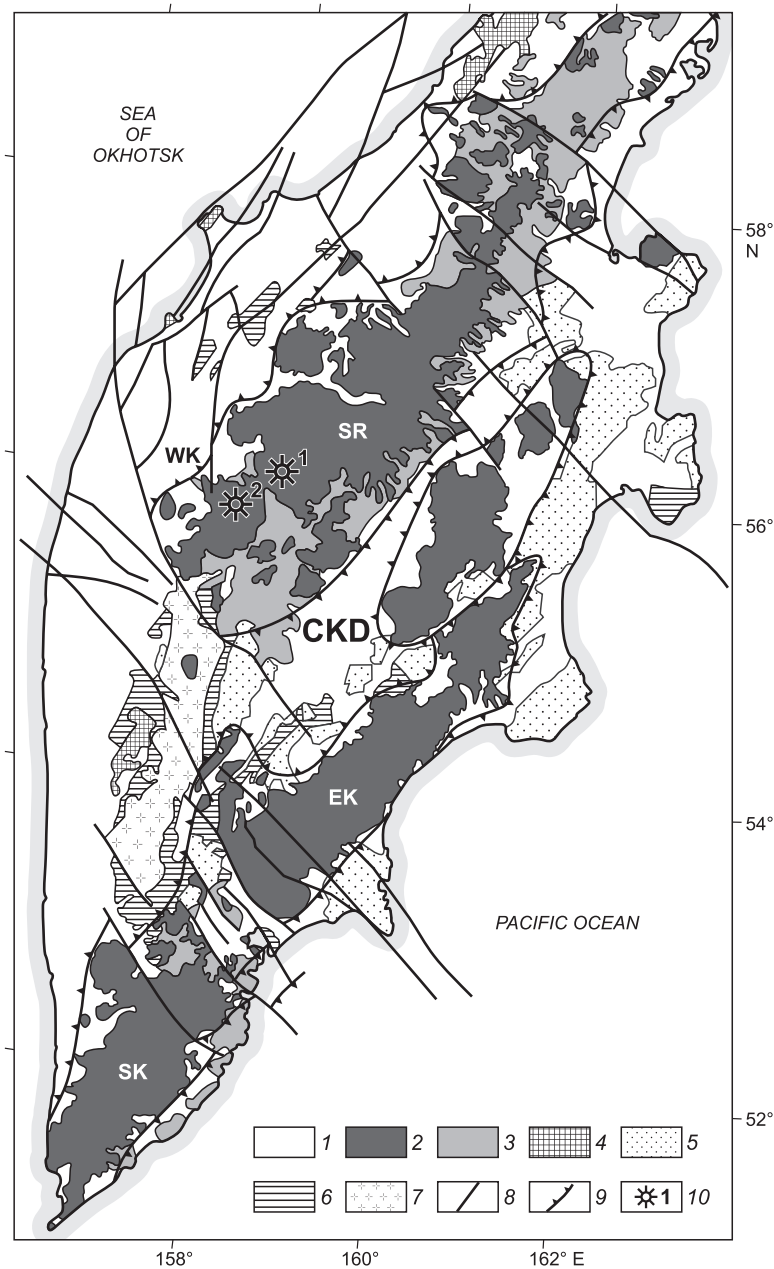 SEA
OF
OKHOTSK
58°
N
SR
1
WK
2
56°
CKD
EK
54°
PACIFIC OCEAN
SK
52°
1 2 3 4 5
6 7 8 9 1 10
158° 160° 162° E